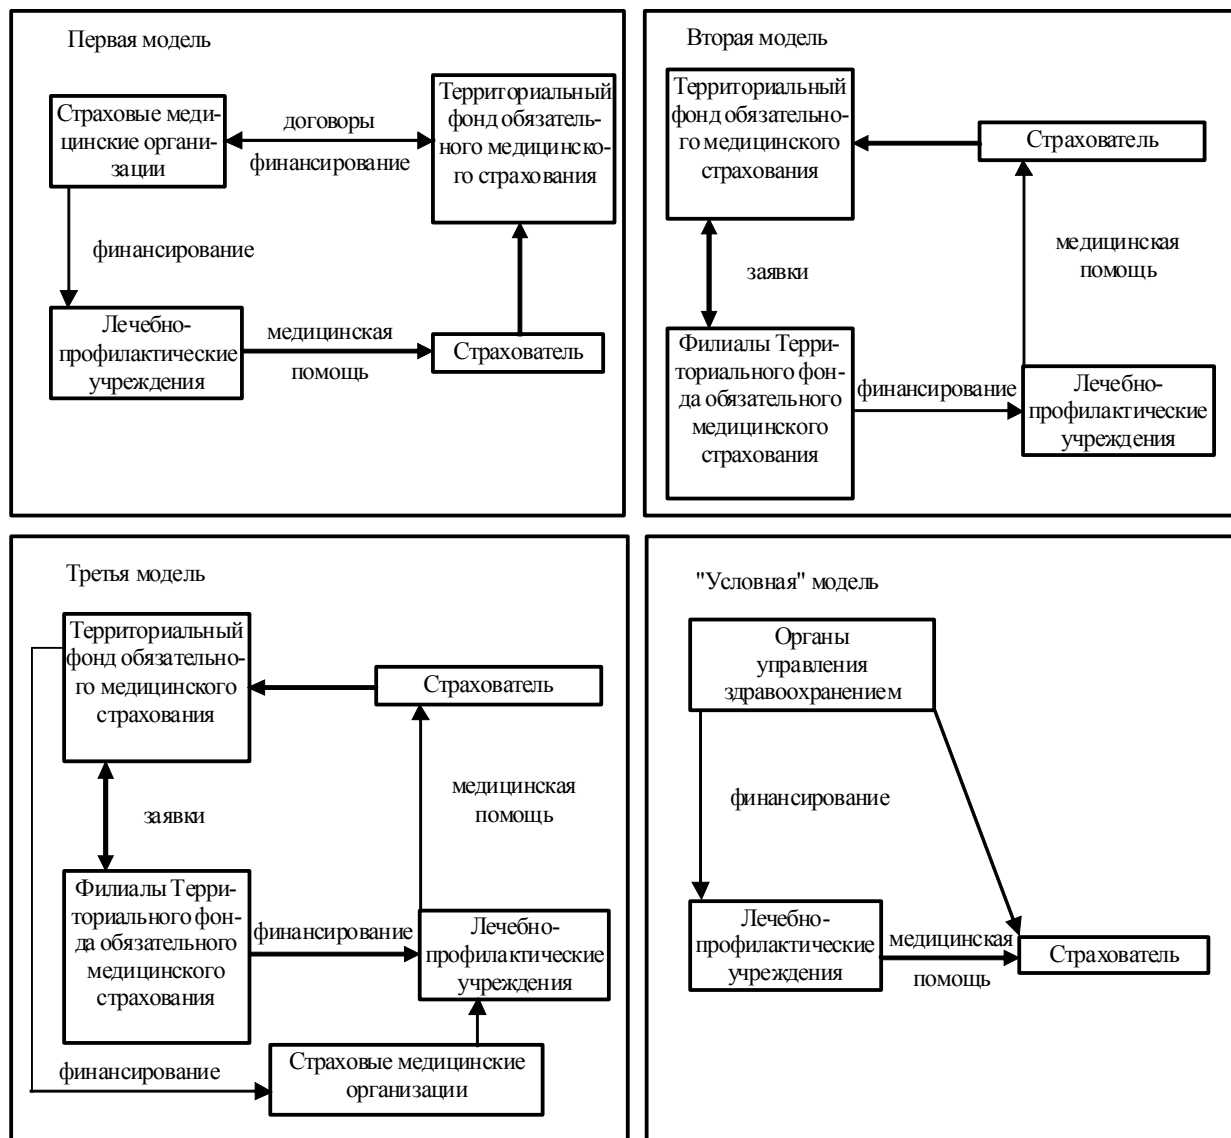 Первая модель
Страховые меди-
цинские органи-
зации
договоры
финансирование
Территориальный
фонд обязатель-
ного медицинско-
го страхования
финансирование
Лечебно-
профилактические
учреждения
медицинская
помощь
Страхователь
Вторая модель
Территориальный
фонд обязательно-
го медицинского
страхования
Страхователь
заявки
медицинская
помощь
Филиалы Терри-
ториального фон-
да обязательного
медицинского
страхования
финансирование
Лечебно-
профилактические
учреждения
Третья модель
Территориальный
фонд обязательно-
го медицинского
страхования
Страхователь
заявки
медицинская
помощь
Филиалы Терри-
ториального фон-
да обязательного
медицинского
страхования
финансирование
Лечебно-
профилактические
учреждения
финансирование
Страховые медицинские
организации
"Условная" модель
Органы
управления
здравоохранением
финансирование
Лечебно-
профилактические
учреждения
медицинская
помощь
Страхователь